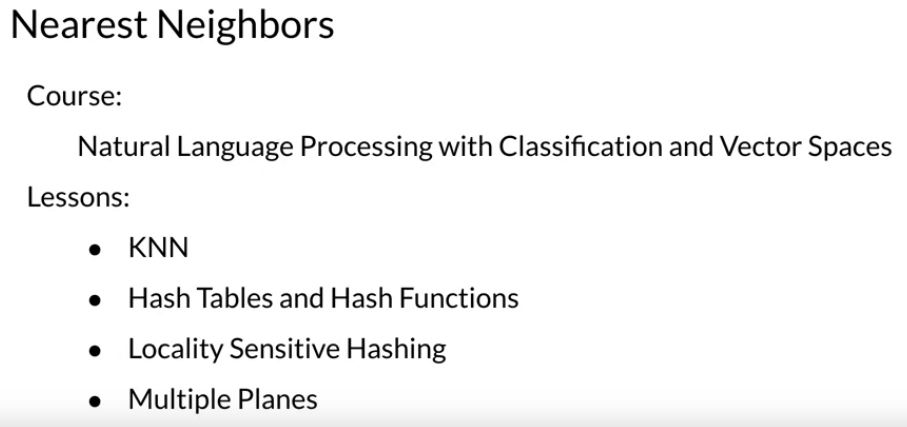 Nearest Neighbors
Course:
Natural Language Processing with Classification and Vector Spaces
Lessons:
● KNN
● Hash Tables and Hash Functions
● Locality Sensitive Hashing
● Multiple Planes